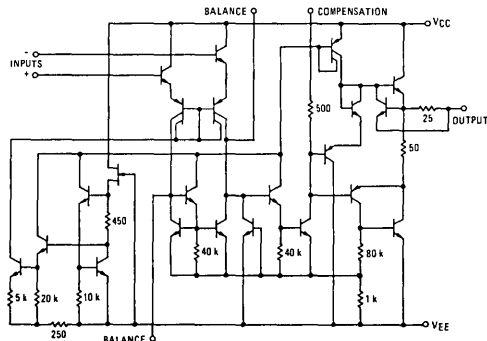 BALANCE
COMPENSATION
VCC
-
INPUTS
+
500
25
OUTPUT
50
450
40 k
40 k
80 k
5 k
20 k
10 k
1 k
250
VEE
BALANCE